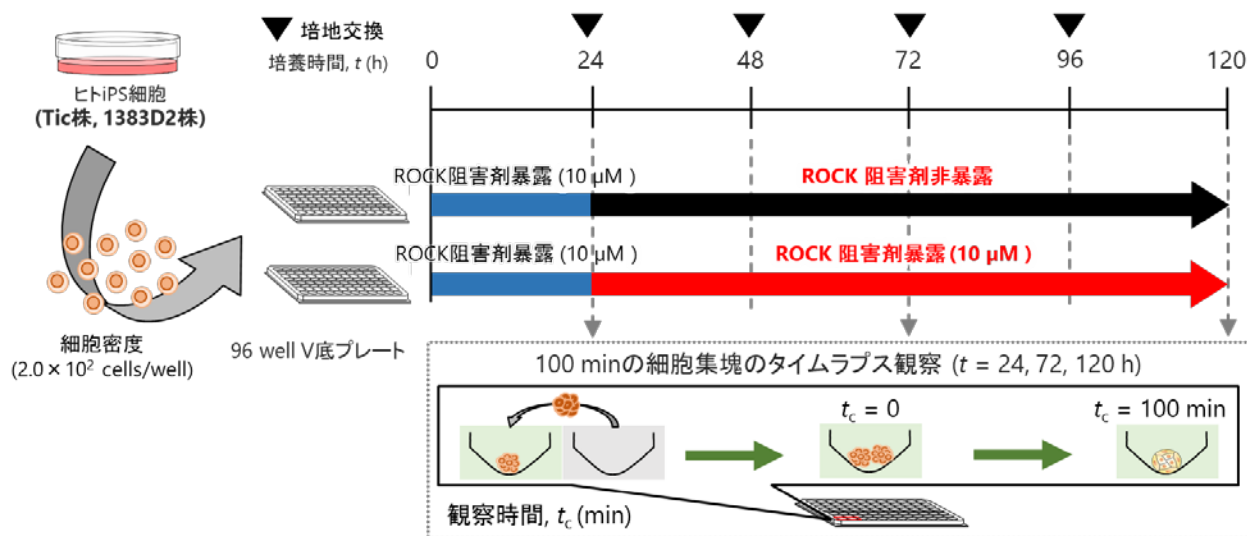 ▼ 培地交換
培養時間, t (h)
0 24 48 72 96 120
ヒトiPS細胞
(Tic株, 1383D2株)
ROCK阻害剤暴露 (10 µM )
ROCK 阻害剤非暴露
ROCK阻害剤暴露 (10 µM )
ROCK 阻害剤暴露 (10 µM )
細胞密度
(2.0×10² cells/well)
96 well V底プレート
100 minの細胞集塊のタイムラプス観察 (t = 24, 72, 120 h)
tc = 0
tc = 100 min
観察時間, tc (min)